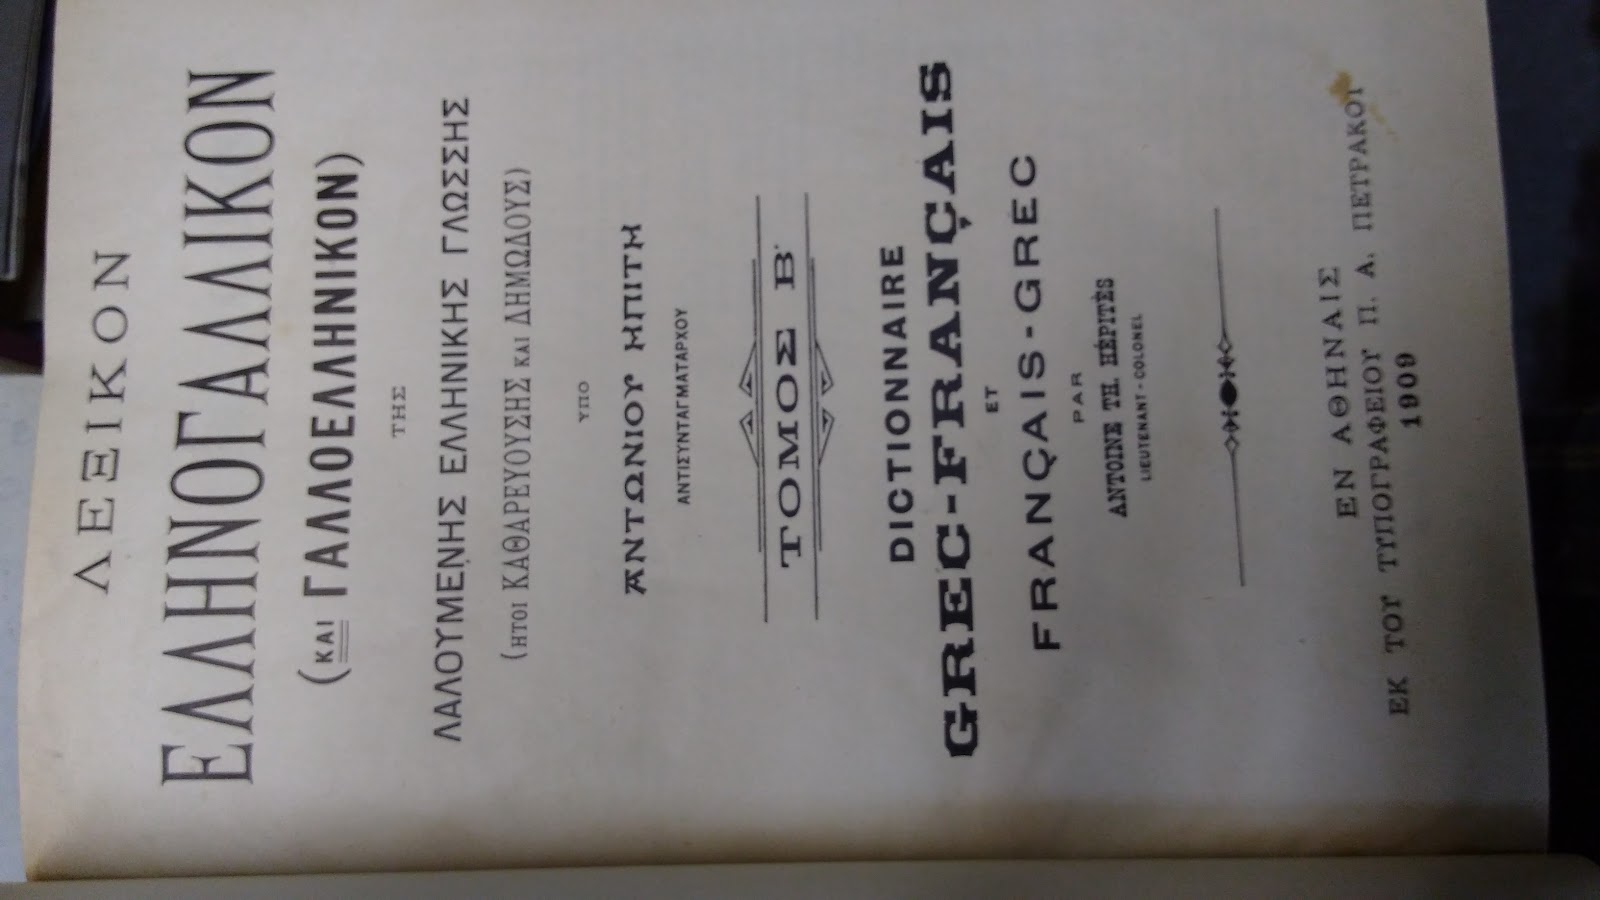 ΛΕΞΙΚΟΝ
ΕΛΛΗΝΟΓΑΛΛΙΚΟΝ
(ΚΑΙ ΓΑΛΛΟΕΛΛΗΝΙΚΟΝ)
ΤΗΣ
ΛΑΛΟΥΜΕΝΗΣ ΕΛΛΗΝΙΚΗΣ ΓΛΩΣΣΗΣ
(ΗΤΟΙ ΚΑΘΑΡΕΥΟΥΣΗΣ ΚΑΙ ΔΗΜΩΔΟΥΣ)
ΥΠΟ
ΑΝΤΩΝΙΟΥ ΗΠΙΤΗ
ΑΝΤΙΣΥΝΤΑΓΜΑΤΑΡΧΟΥ
ΤΟΜΟΣ Β΄
DICTIONNAIRE
GREC-FRANÇAIS
ET
FRANÇAIS-GREC
PAR
ANTOINE TH. HÉPITÈS
LIEUTENANT-COLONEL
ΕΝ ΑΘΗΝΑΙΣ
ΕΚ ΤΟΥ ΤΥΠΟΓΡΑΦΕΙΟΥ Π. Α. ΠΕΤΡΑΚΟΥ
1909